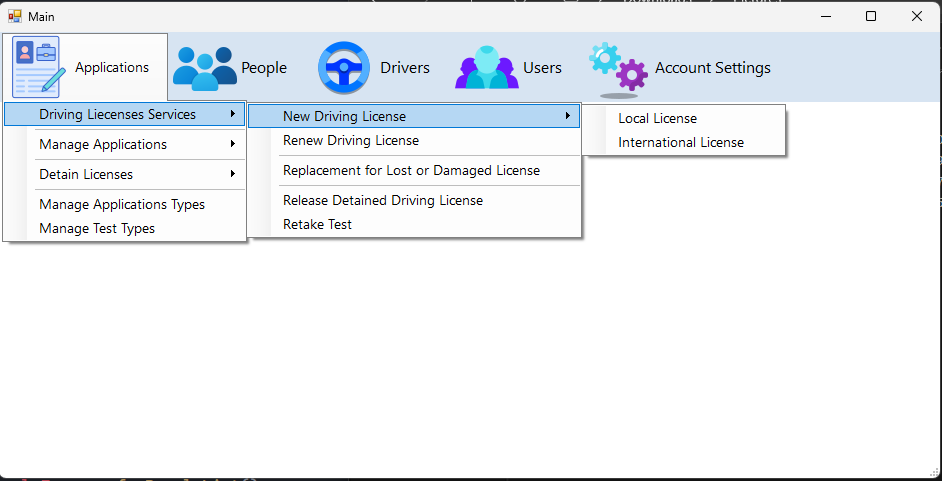 Main
Applications
People
Drivers
Users
Account Settings
Driving Liecenses Services
Manage Applications
Detain Licenses
Manage Applications Types
Manage Test Types
New Driving License
Renew Driving License
Replacement for Lost or Damaged License
Release Detained Driving License
Retake Test
Local License
International License